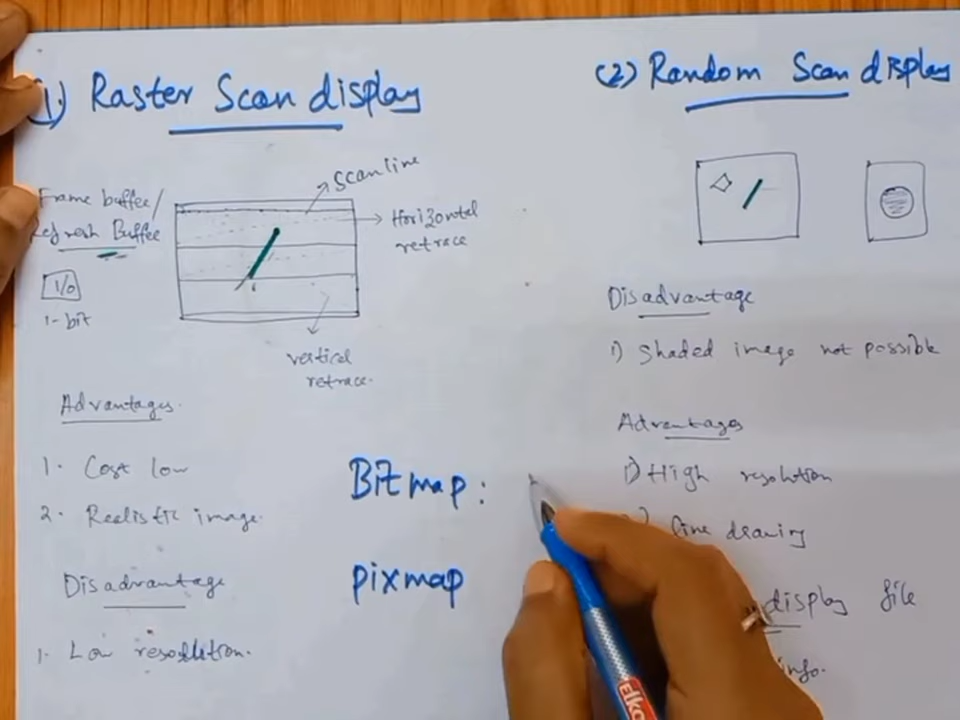 1) Raster Scan display
Scanline
Frame buffer/
Refresh Buffer
Horizontal
retrace
1/0
1-bit
vertical
retrace.
Advantages.
1. Cost low
2. Realistic image.
Disadvantage
1. Low resolution.
Bitmap:
pixmap
(2) Random Scan display
Disadvantage
1) Shaded image not possible
Advantages
1) High resolution
line drawing
display file
info.
Elko